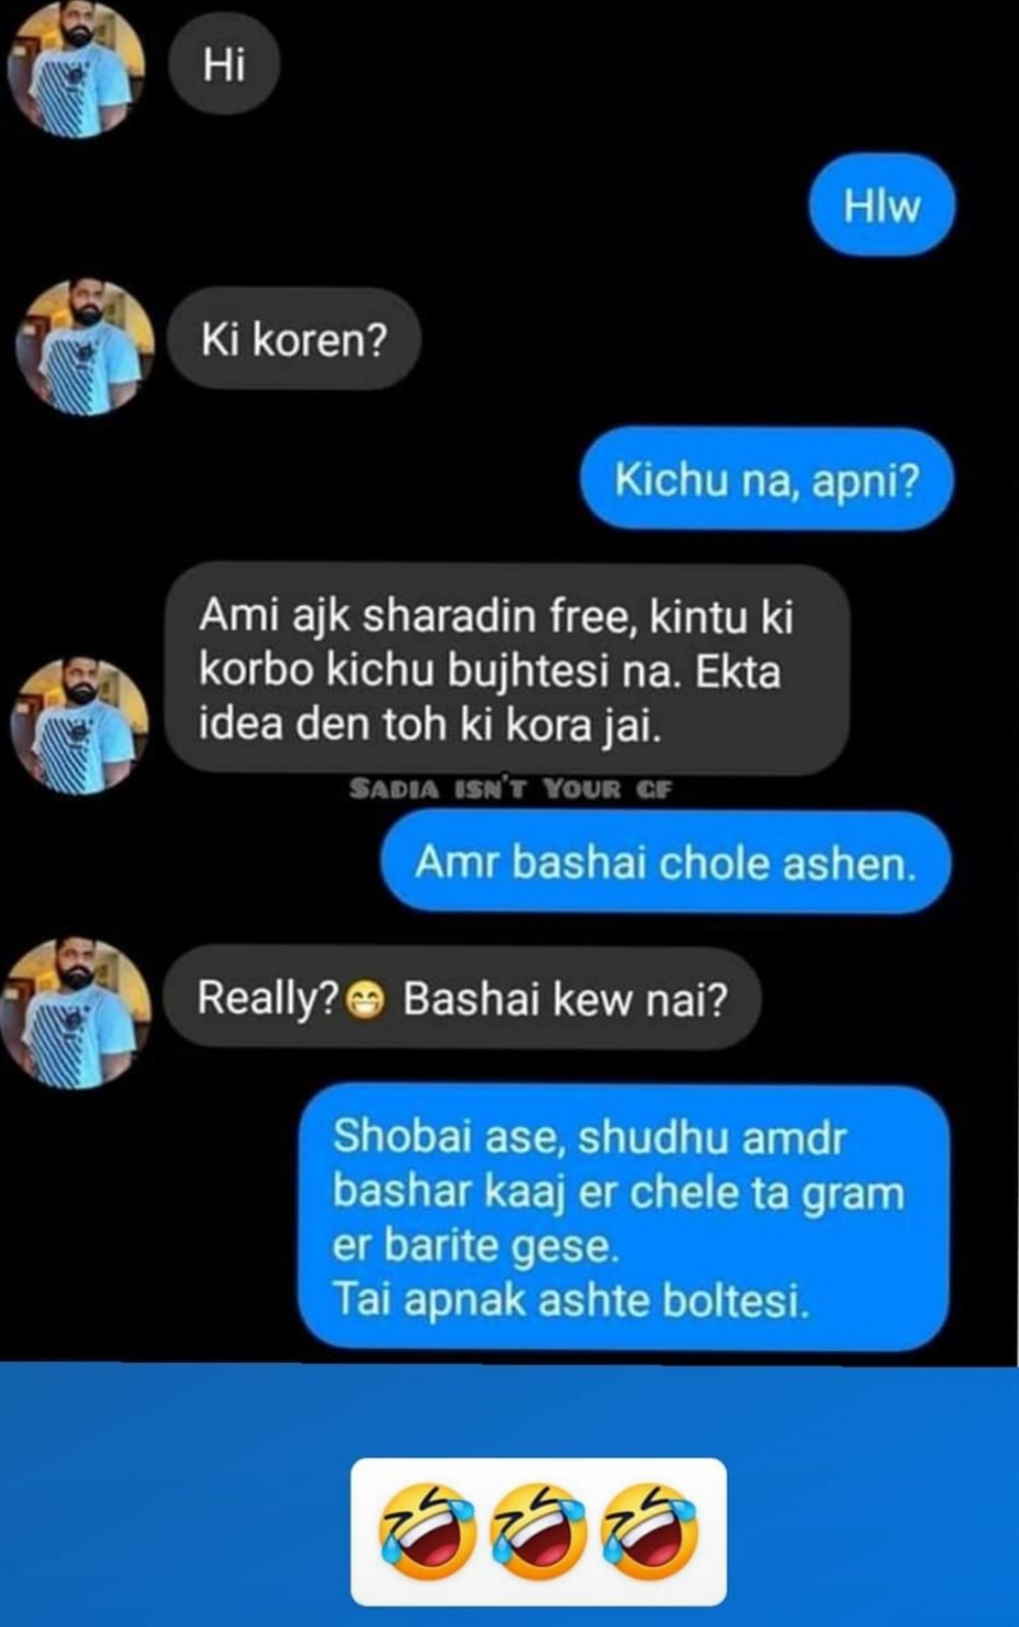 Hi
Hlw
Ki koren?
Kichu na, apni?
Ami ajk sharadin free, kintu ki
korbo kichu bujhtesi na. Ekta
idea den toh ki kora jai.
SADIA ISN'T YOUR GF
Amr bashai chole ashen.
Really?😁 Bashai kew nai?
Shobai ase, shudhu amdr
bashar kaaj er chele ta gram
er barite gese.
Tai apnak ashte boltesi.
🤣🤣🤣